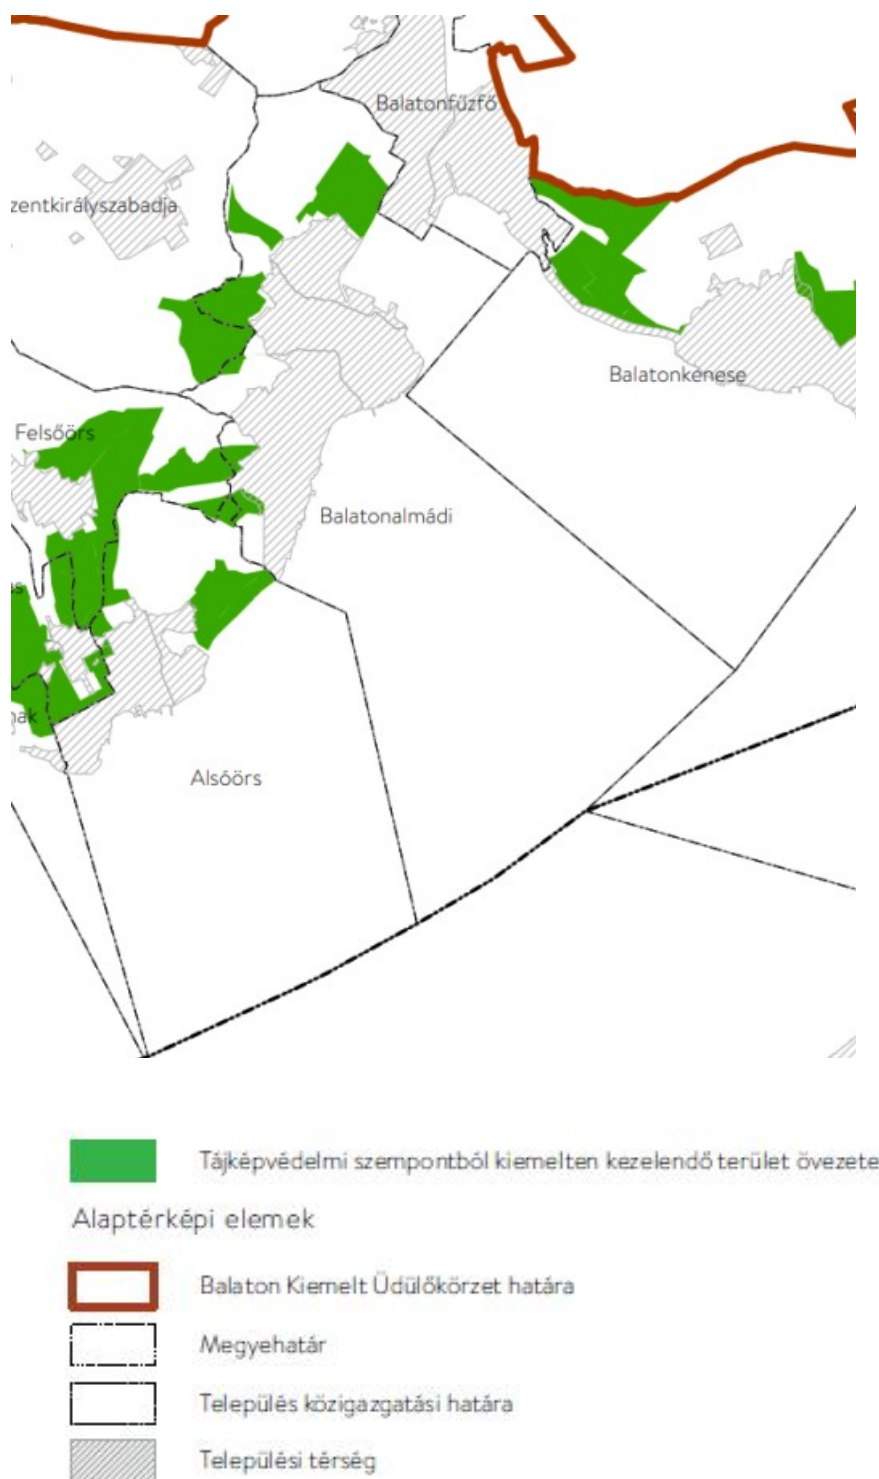 Balatonfűzfő
zentkirályszabadja
Balatonkenese
Felsőörs
Balatonalmádi
s
nak
Alsóörs
Tájképvédelmi szempontból kiemelten kezelendő terület övezete
Alaptérképi elemek
Balaton Kiemelt Üdülőkörzet határa
Megyehatár
Település közigazgatási határa
Települési térség